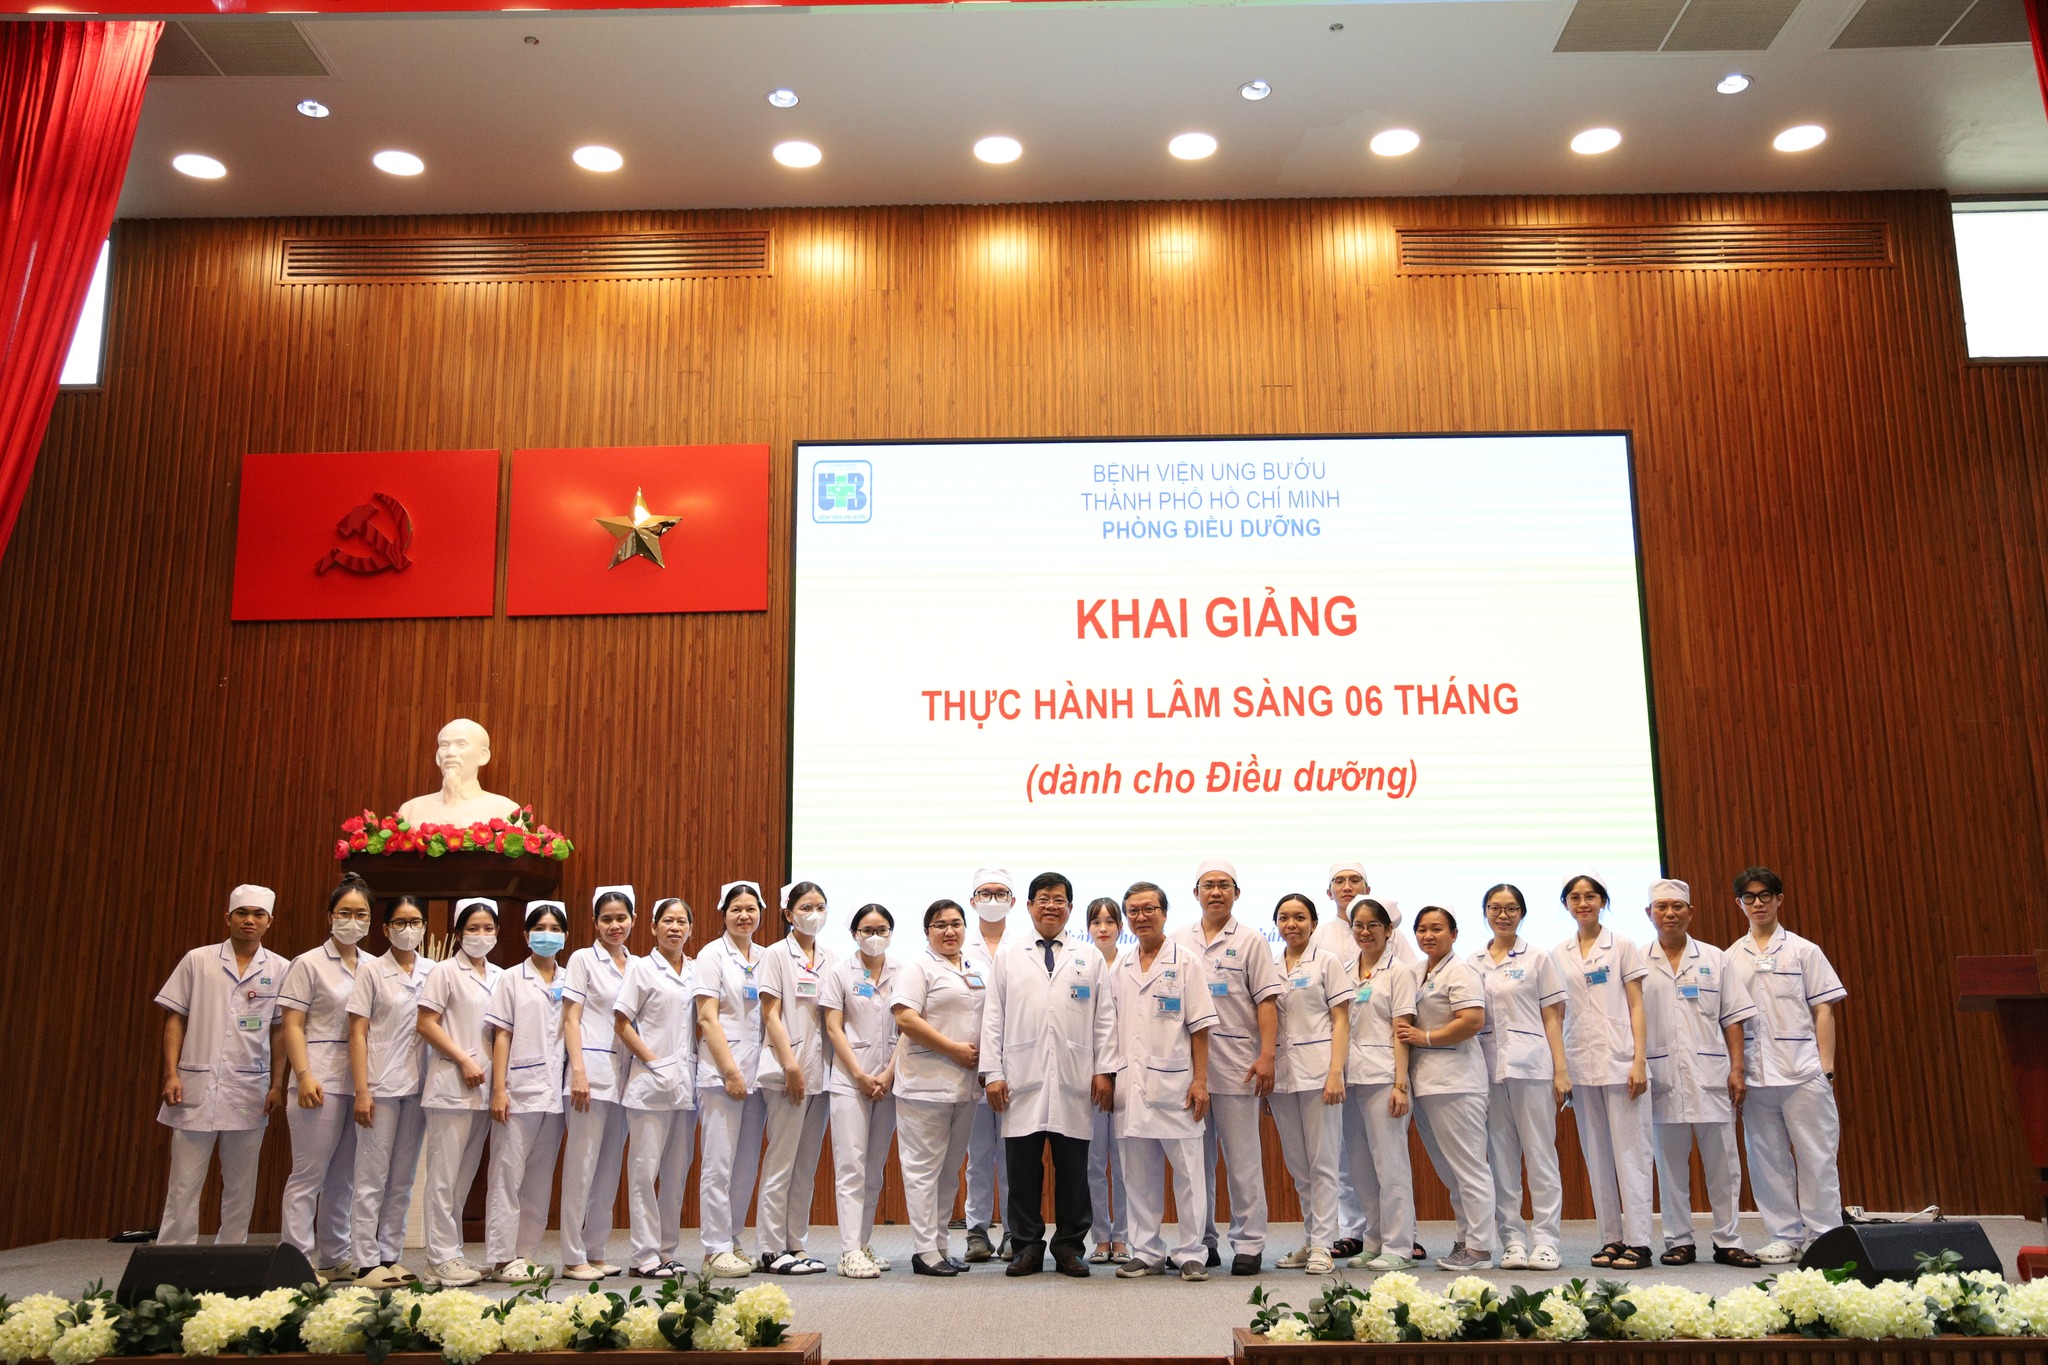 BỆNH VIỆN UNG BƯỚU
THÀNH PHỐ HỒ CHÍ MINH
PHÒNG ĐIỀU DƯỠNG
KHAI GIẢNG
THỰC HÀNH LÂM SÀNG 06 THÁNG
(dành cho Điều dưỡng)